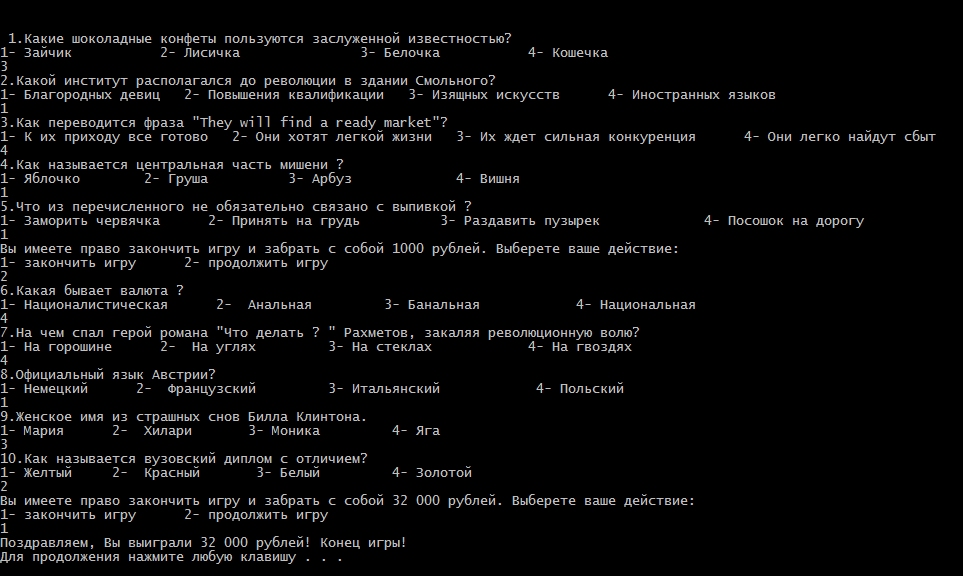 1.Какие шоколадные конфеты пользуются заслуженной известностью?
1- Зайчик 2- Лисичка 3- Белочка 4- Кошечка
3
2.Какой институт располагался до революции в здании Смольного?
1- Благородных девиц 2- Повышения квалификации 3- Изящных искусств 4- Иностранных языков
1
3.Как переводится фраза "They will find a ready market"?
1- К их приходу все готово 2- Они хотят легкой жизни 3- Их ждет сильная конкуренция 4- Они легко найдут сбыт
4
4.Как называется центральная часть мишени ?
1- Яблочко 2- Груша 3- Арбуз 4- Вишня
1
5.Что из перечисленного не обязательно связано с выпивкой ?
1- Заморить червячка 2- Принять на грудь 3- Раздавить пузырек 4- Посошок на дорогу
1
Вы имеете право закончить игру и забрать с собой 1000 рублей. Выберете ваше действие:
1- закончить игру 2- продолжить игру
2
6.Какая бывает валюта ?
1- Националистическая 2- Анальная 3- Банальная 4- Национальная
4
7.На чем спал герой романа "Что делать ? " Рахметов, закаляя революционную волю?
1- На горошине 2- На углях 3- На стеклах 4- На гвоздях
4
8.Официальный язык Австрии?
1- Немецкий 2- Французский 3- Итальянский 4- Польский
1
9.Женское имя из страшных снов Билла Клинтона.
1- Мария 2- Хилари 3- Моника 4- Яга
3
10.Как называется вузовский диплом с отличием?
1- Желтый 2- Красный 3- Белый 4- Золотой
2
Вы имеете право закончить игру и забрать с собой 32 000 рублей. Выберете ваше действие:
1- закончить игру 2- продолжить игру
1
Поздравляем, Вы выиграли 32 000 рублей! Конец игры!
Для продолжения нажмите любую клавишу . . .